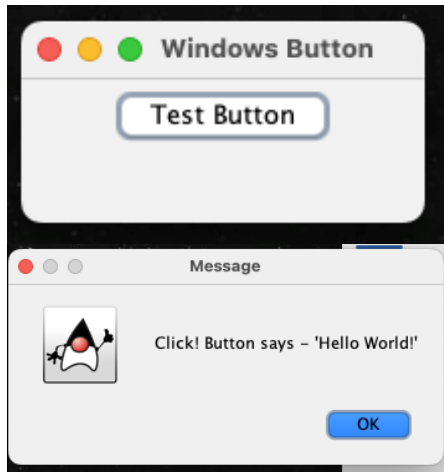 Windows Button
Test Button
Message
Click! Button says – 'Hello World!'
OK